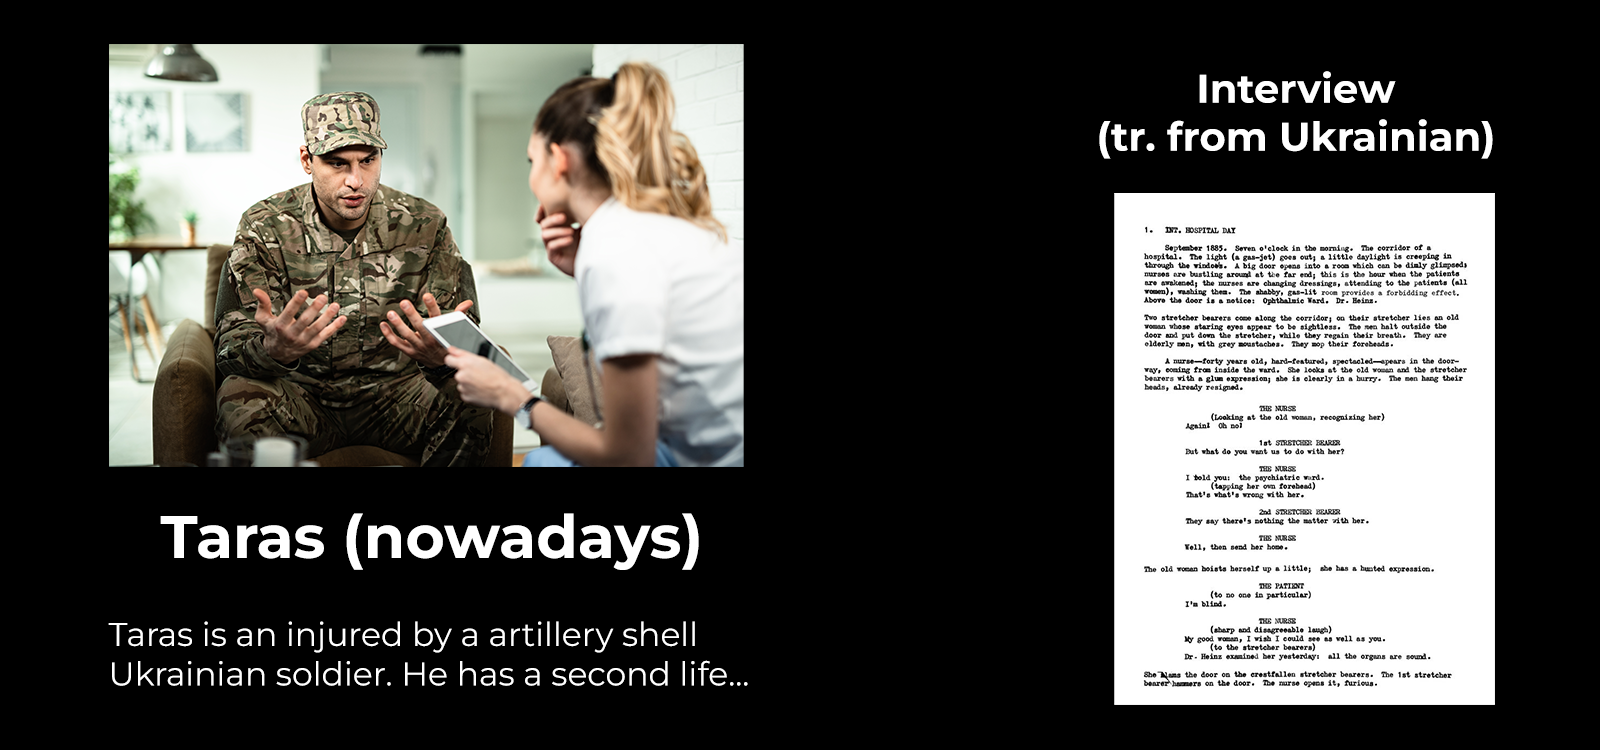 Taras (nowadays)
Taras is an injured by a artillery shell
Ukrainian soldier. He has a second life...
Interview
(tr. from Ukrainian)
1. INT. HOSPITAL DAY
September 1885. Seven o'clock in the morning. The corridor of a
hospital. The light (a gas-jet) goes out; a little daylight is creeping in
through the windows. A big door opens into a room which can be dimly glimpsed;
nurses are bustling around at the far end; this is the hour when the patients
are awakened; the nurses are changing dressings, attending to the patients (all
women), washing them. The shabby, gas-lit room provides a forbidding effect.
Above the door is a notice: Ophthalmic Ward. Dr. Heinz.
Two stretcher bearers come along the corridor; on their stretcher lies an old
woman whose staring eyes appear to be sightless. The men halt outside the
door and put down the stretcher, while they regain their breath. They are
elderly men, with grey moustaches. They mop their foreheads.
A nurse—forty years old, hard-featured, spectacled—apears in the door-
way, coming from inside the ward. She looks at the old woman and the stretcher
bearers with a glum expression; she is clearly in a hurry. The men hang their
heads, already resigned.
THE NURSE
(Looking at the old woman, recognizing her)
Again! Oh no!
1st STRETCHER BEARER
But what do you want us to do with her?
THE NURSE
I told you: the psychiatric ward.
(tapping her own forehead)
That's what's wrong with her.
2nd STRETCHER BEARER
They say there's nothing the matter with her.
THE NURSE
Well, then send her home.
The old woman hoists herself up a little; she has a hunted expression.
THE PATIENT
(to no one in particular)
I'm blind.
THE NURSE
(sharp and disagreeable laugh)
My good woman, I wish I could see as well as you.
(to the stretcher bearers)
Dr. Heinz examined her yesterday: all the organs are sound.
She slams the door on the crestfallen stretcher bearers. The 1st stretcher
bearer hammers on the door. The nurse opens it, furious.